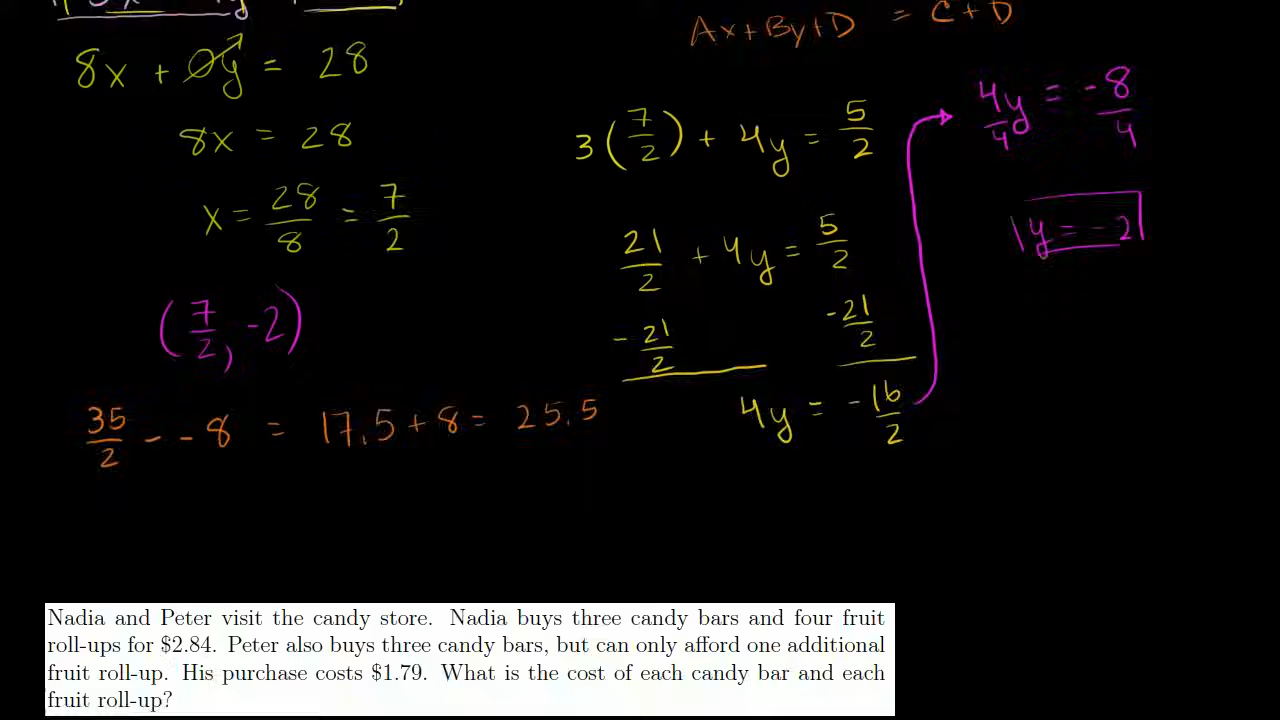 Ax + By + D = C + D
8x + 0y = 28
8x = 28
x = 28/8 = 7/2
(7/2, -2)
35/2 - - 8 = 17.5 + 8 = 25.5
3(7/2) + 4y = 5/2
21/2 + 4y = 5/2
- 21/2 - 21/2
4y = - 16/2
4y/4 = - 8/4
y = - 2
Nadia and Peter visit the candy store. Nadia buys three candy bars and four fruit
roll-ups for $2.84. Peter also buys three candy bars, but can only afford one additional
fruit roll-up. His purchase costs $1.79. What is the cost of each candy bar and each
fruit roll-up?